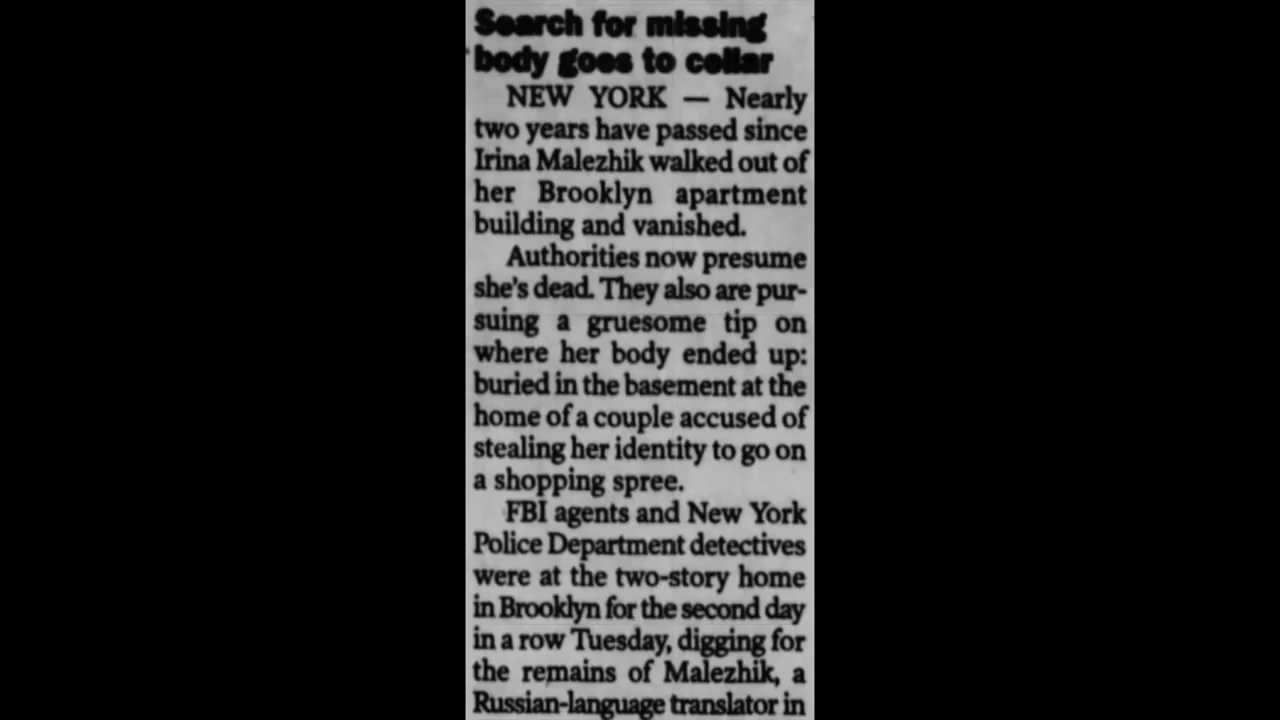 Search for missing
body goes to cellar
NEW YORK — Nearly
two years have passed since
Irina Malezhik walked out of
her Brooklyn apartment
building and vanished.
Authorities now presume
she's dead. They also are pur-
suing a gruesome tip on
where her body ended up:
buried in the basement at the
home of a couple accused of
stealing her identity to go on
a shopping spree.
FBI agents and New York
Police Department detectives
were at the two-story home
in Brooklyn for the second day
in a row Tuesday, digging for
the remains of Malezhik, a
Russian-language translator in